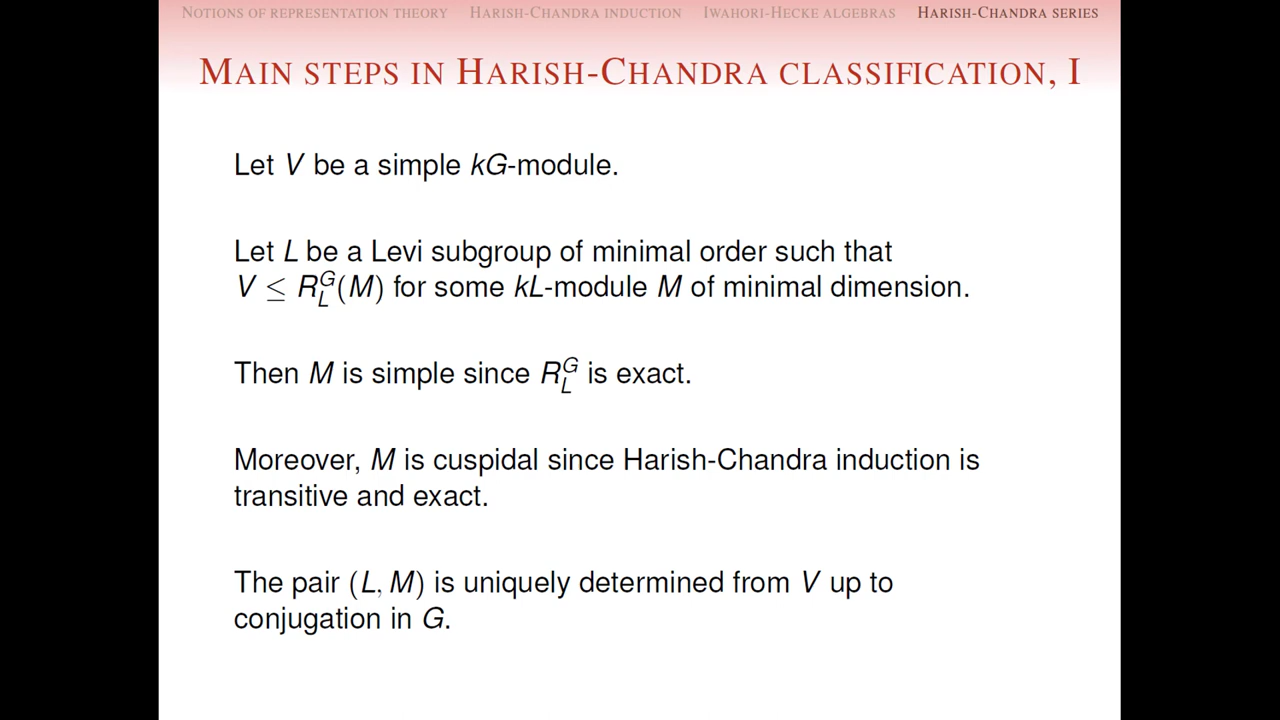 NOTIONS OF REPRESENTATION THEORY HARISH-CHANDRA INDUCTION IWAHORI-HECKE ALGEBRAS HARISH-CHANDRA SERIES
MAIN STEPS IN HARISH-CHANDRA CLASSIFICATION, I
Let V be a simple kG-module.
Let L be a Levi subgroup of minimal order such that
V ≤ R_L^G(M) for some kL-module M of minimal dimension.
Then M is simple since R_L^G is exact.
Moreover, M is cuspidal since Harish-Chandra induction is
transitive and exact.
The pair (L, M) is uniquely determined from V up to
conjugation in G.